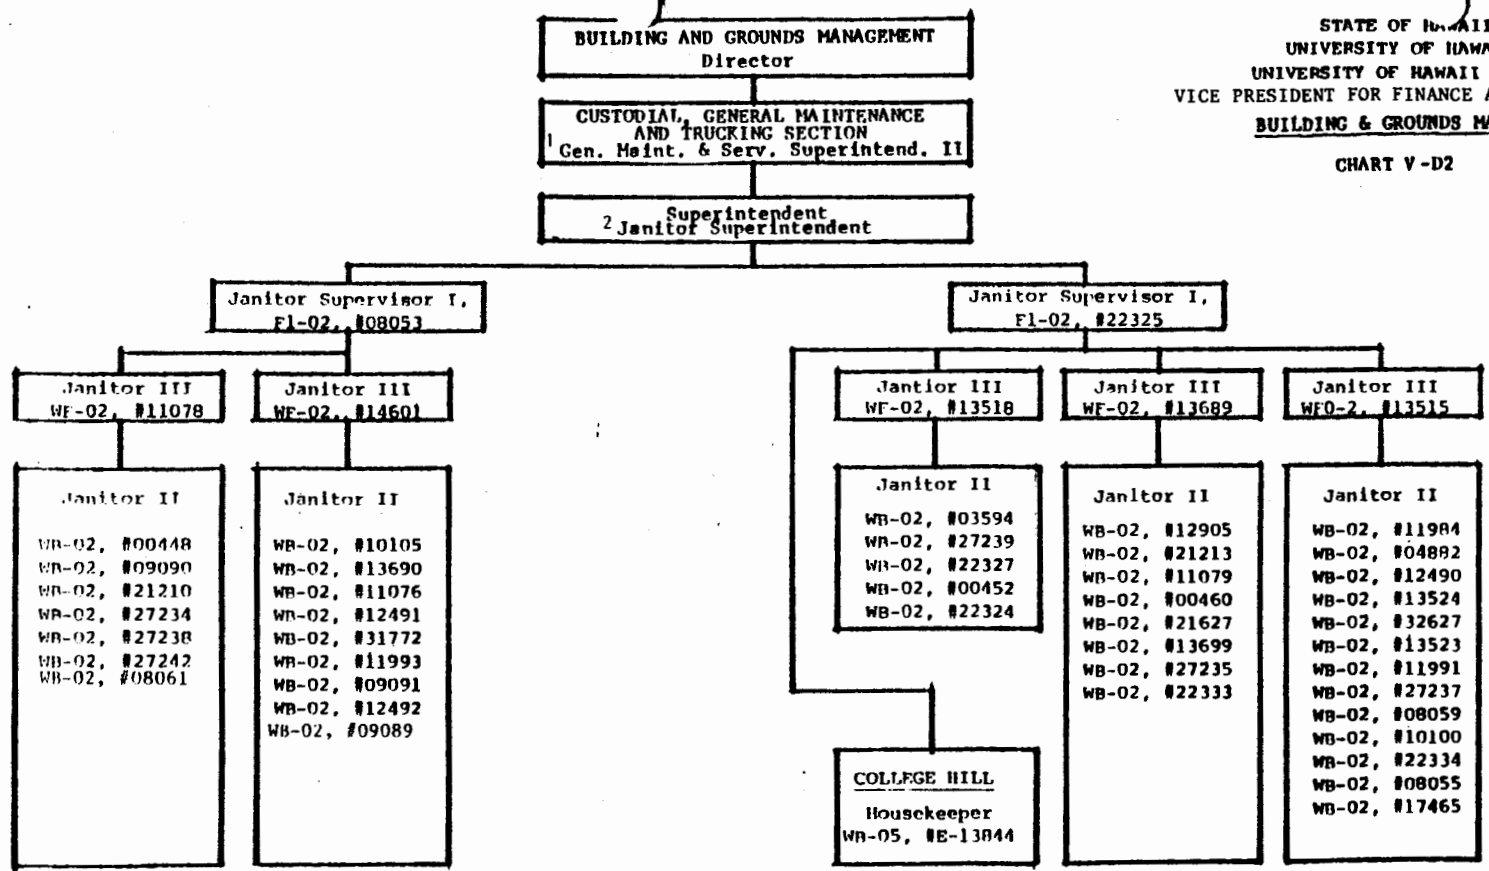 STATE OF HAWAII
UNIVERSITY OF HAWA
UNIVERSITY OF HAWAII
VICE PRESIDENT FOR FINANCE A
BUILDING & GROUNDS MA
CHART V-D2
BUILDING AND GROUNDS MANAGEMENT
Director
CUSTODIAL, GENERAL MAINTENANCE
AND TRUCKING SECTION
1 Gen. Maint. & Serv. Superintend. II
Superintendent
2 Janitor Superintendent
Janitor Supervisor I,
F1-02, #08053
Janitor Supervisor I,
F1-02, #22325
Janitor III
WF-02, #11078
Janitor III
WF-02, #14601
Jantior III
WF-02, #13518
Janitor III
WF-02, #13689
Janitor III
WF0-2, #13515
Janitor II
WB-02, #00448
WB-02, #09090
WB-02, #21210
WB-02, #27234
WB-02, #27238
WB-02, #27242
WB-02, #08061
Janitor II
WB-02, #10105
WB-02, #13690
WB-02, #11076
WB-02, #12491
WB-02, #31772
WB-02, #11993
WB-02, #09091
WB-02, #12492
WB-02, #09089
Janitor II
WB-02, #03594
WB-02, #27239
WB-02, #22327
WB-02, #00452
WB-02, #22324
Janitor II
WB-02, #12905
WB-02, #21213
WB-02, #11079
WB-02, #00460
WB-02, #21627
WB-02, #13699
WB-02, #27235
WB-02, #22333
Janitor II
WB-02, #11984
WB-02, #04882
WB-02, #12490
WB-02, #13524
WB-02, #32627
WB-02, #13523
WB-02, #11991
WB-02, #27237
WB-02, #08059
WB-02, #10100
WB-02, #22334
WB-02, #08055
WB-02, #17465
COLLEGE HILL
Housekeeper
WB-05, #E-13844